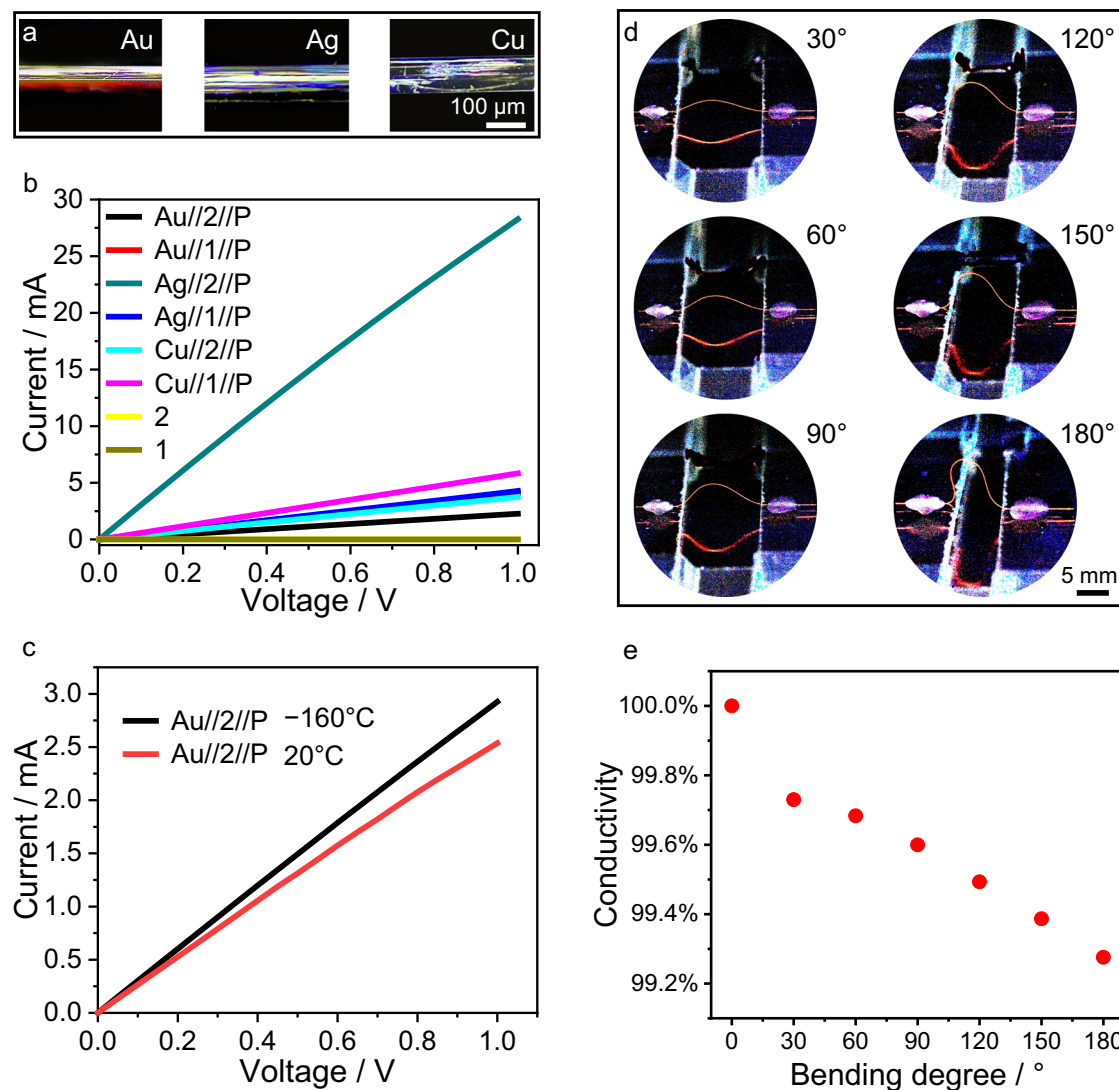 a
Au
Ag
Cu
100 µm
b
30
25
20
15
10
5
0
Current / mA
Au//2//P
Au//1//P
Ag//2//P
Ag//1//P
Cu//2//P
Cu//1//P
2
1
0.0 0.2 0.4 0.6 0.8 1.0
Voltage / V
c
3.0
2.5
2.0
1.5
1.0
0.5
0.0
Current / mA
Au//2//P −160°C
Au//2//P 20°C
0.0 0.2 0.4 0.6 0.8 1.0
Voltage / V
d
30°
120°
60°
150°
90°
180°
5 mm
e
100.0%
99.8%
99.6%
99.4%
99.2%
Conductivity
0 30 60 90 120 150 180
Bending degree / °